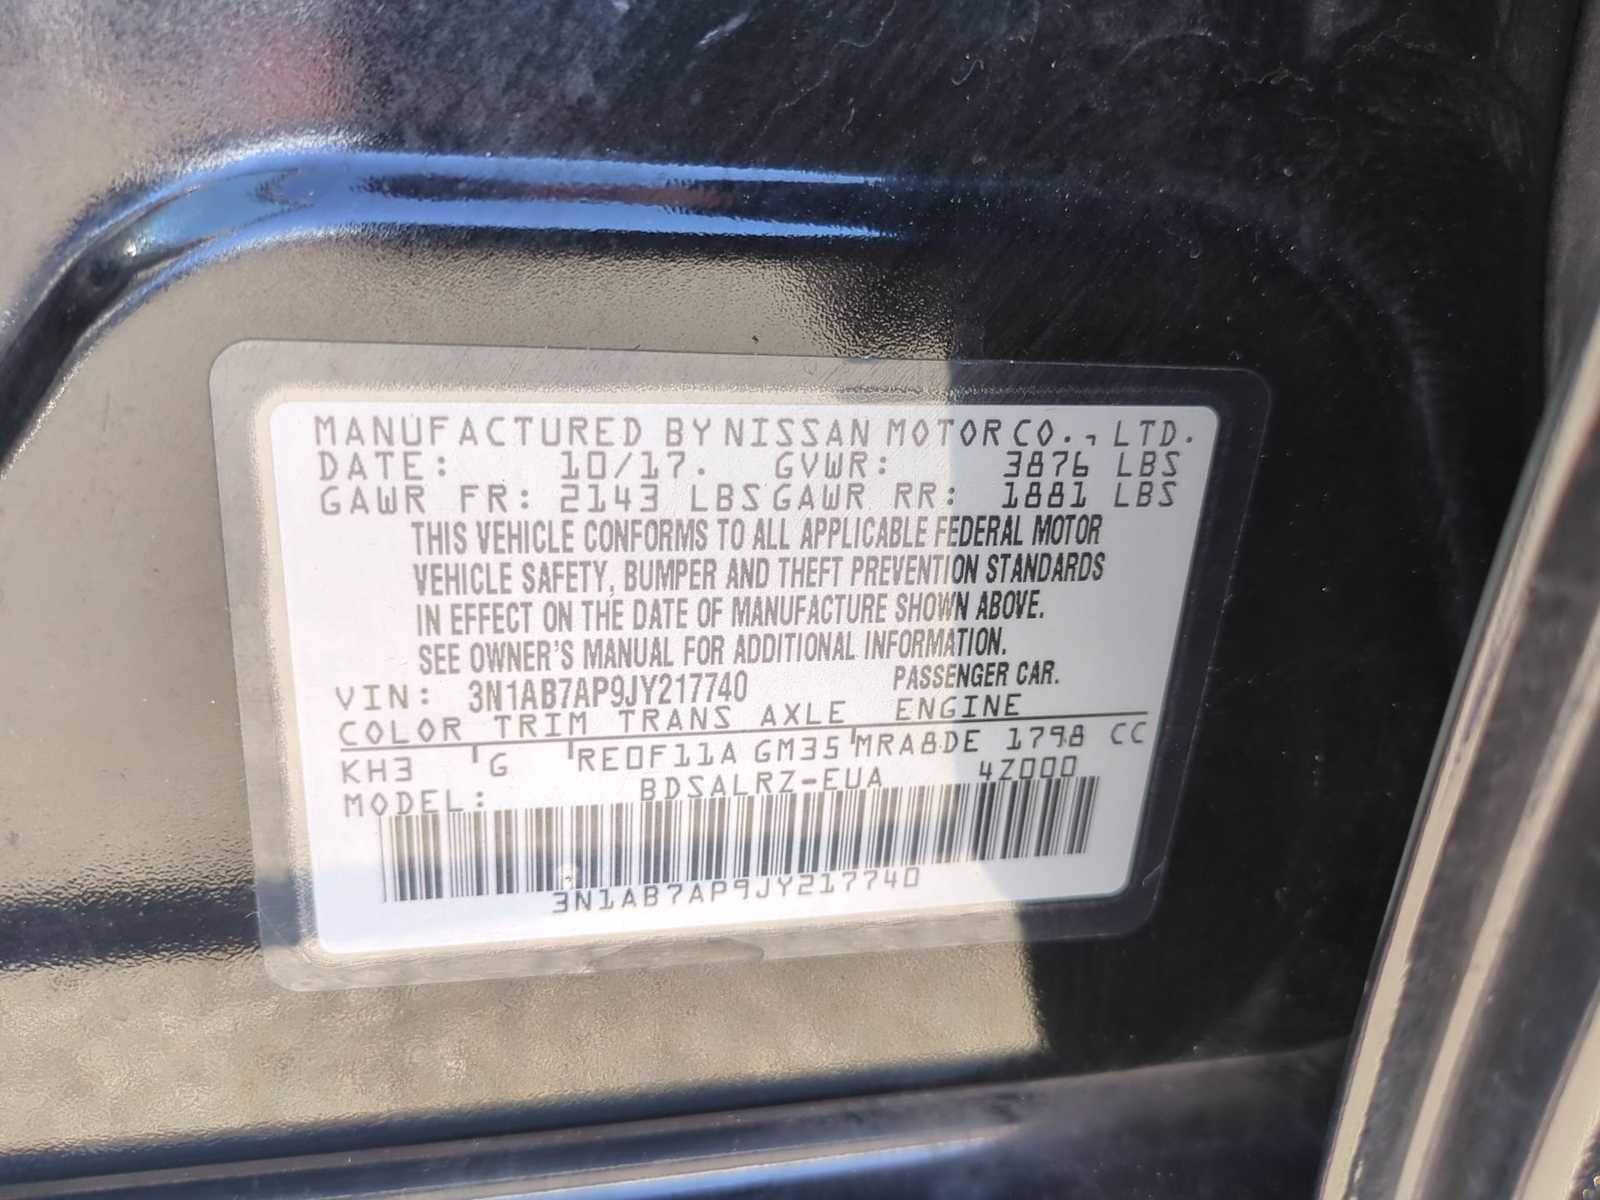 MANUFACTURED BY NISSAN MOTOR CO., LTD.
DATE: 10/17. GVWR: 3876 LBS
GAWR FR: 2143 LBS GAWR RR: 1881 LBS
THIS VEHICLE CONFORMS TO ALL APPLICABLE FEDERAL MOTOR
VEHICLE SAFETY, BUMPER AND THEFT PREVENTION STANDARDS
IN EFFECT ON THE DATE OF MANUFACTURE SHOWN ABOVE.
SEE OWNER'S MANUAL FOR ADDITIONAL INFORMATION.
VIN: 3N1AB7AP9JY217740 PASSENGER CAR.
COLOR TRIM TRANS AXLE ENGINE
KH3 G RE0F11A GM35 MRA8DE 1798 CC
MODEL: BDSALRZ-EUA 4Z000
3N1AB7AP9JY217740